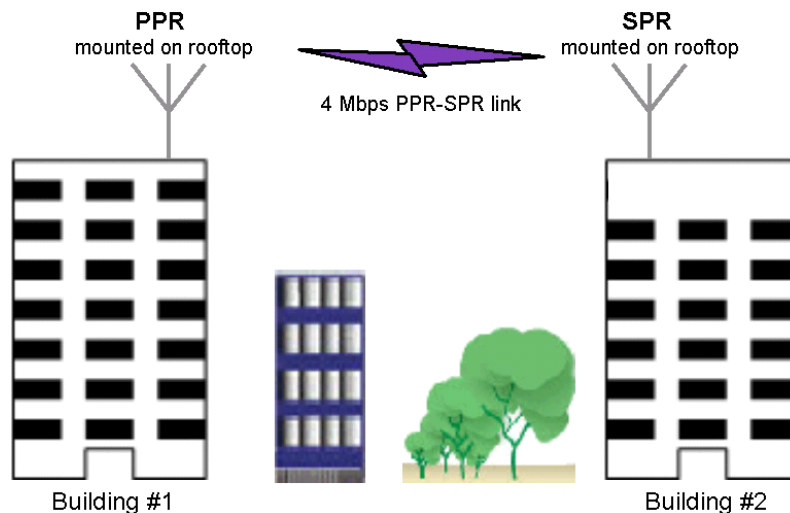 PPR
mounted on rooftop
SPR
mounted on rooftop
4 Mbps PPR-SPR link
Building #1
Building #2